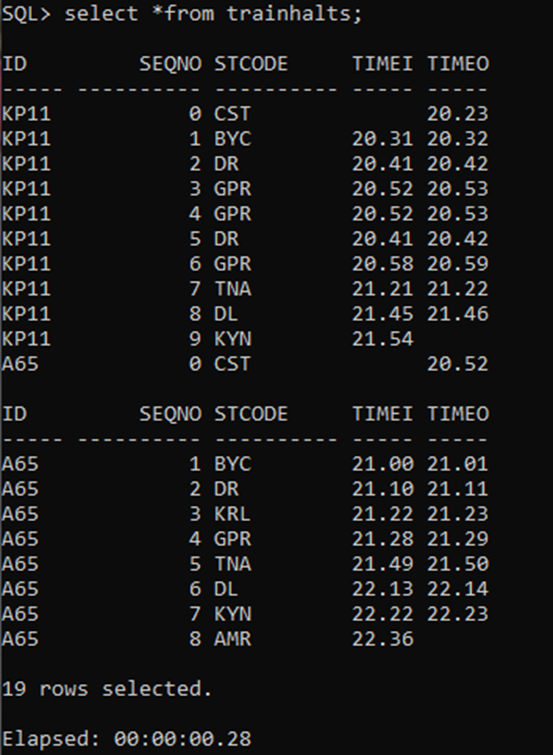 SQL> select *from trainhalts;
ID SEQNO STCODE TIMEI TIMEO
----- ---------- ---------- ----- -----
KP11 0 CST 20.23
KP11 1 BYC 20.31 20.32
KP11 2 DR 20.41 20.42
KP11 3 GPR 20.52 20.53
KP11 4 GPR 20.52 20.53
KP11 5 DR 20.41 20.42
KP11 6 GPR 20.58 20.59
KP11 7 TNA 21.21 21.22
KP11 8 DL 21.45 21.46
KP11 9 KYN 21.54
A65 0 CST 20.52
ID SEQNO STCODE TIMEI TIMEO
----- ---------- ---------- ----- -----
A65 1 BYC 21.00 21.01
A65 2 DR 21.10 21.11
A65 3 KRL 21.22 21.23
A65 4 GPR 21.28 21.29
A65 5 TNA 21.49 21.50
A65 6 DL 22.13 22.14
A65 7 KYN 22.22 22.23
A65 8 AMR 22.36
19 rows selected.
Elapsed: 00:00:00.28